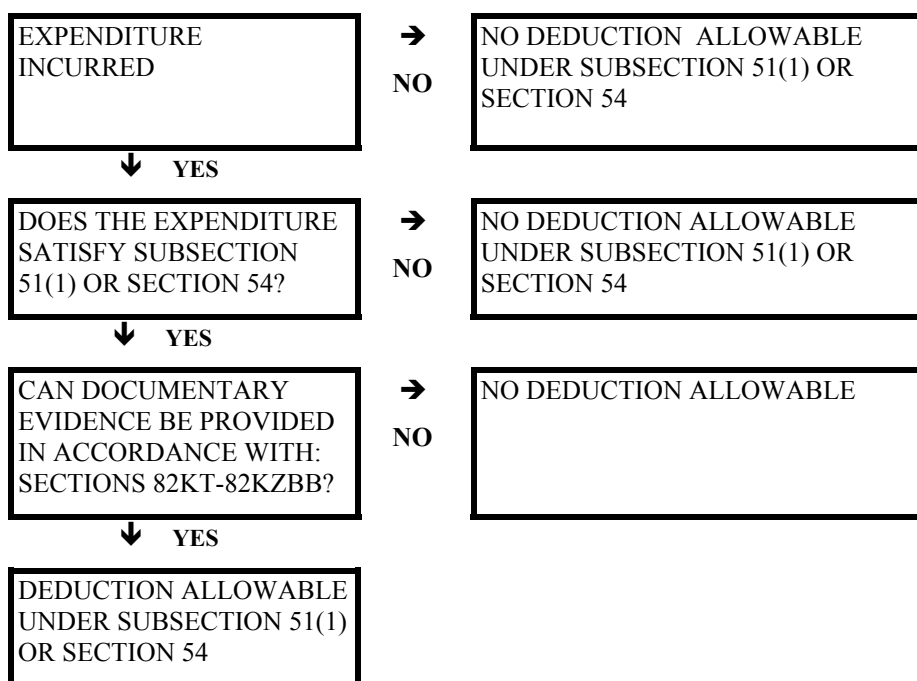 EXPENDITURE
INCURRED
➔
NO
NO DEDUCTION ALLOWABLE
UNDER SUBSECTION 51(1) OR
SECTION 54
🡻 YES
DOES THE EXPENDITURE
SATISFY SUBSECTION
51(1) OR SECTION 54?
➔
NO
NO DEDUCTION ALLOWABLE
UNDER SUBSECTION 51(1) OR
SECTION 54
🡻 YES
CAN DOCUMENTARY
EVIDENCE BE PROVIDED
IN ACCORDANCE WITH:
SECTIONS 82KT-82KZBB?
➔
NO
NO DEDUCTION ALLOWABLE
🡻 YES
DEDUCTION ALLOWABLE
UNDER SUBSECTION 51(1)
OR SECTION 54